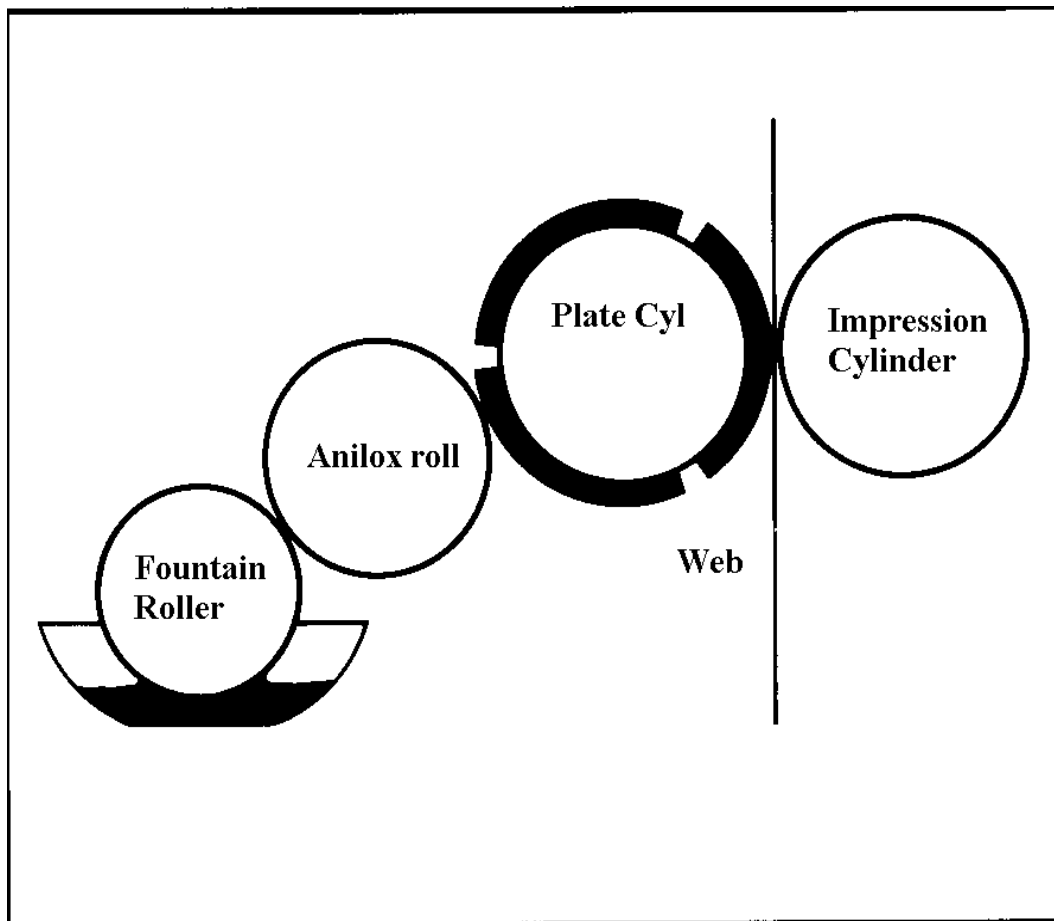 Plate Cyl
Impression
Cylinder
Anilox roll
Fountain
Roller
Web